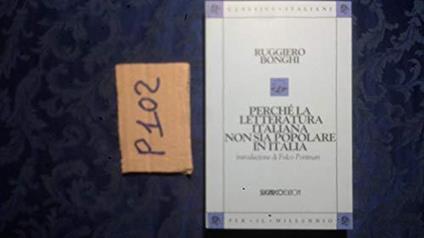 P102
CLASSICI ITALIANI
RUGGIERO
BONGHI
PERCHÉ LA
LETTERATURA
ITALIANA
NON SIA POPOLARE
IN ITALIA
introduzione di Folco Portinari
SUGARCOEDIZIONI
PER IL MILLENNIO